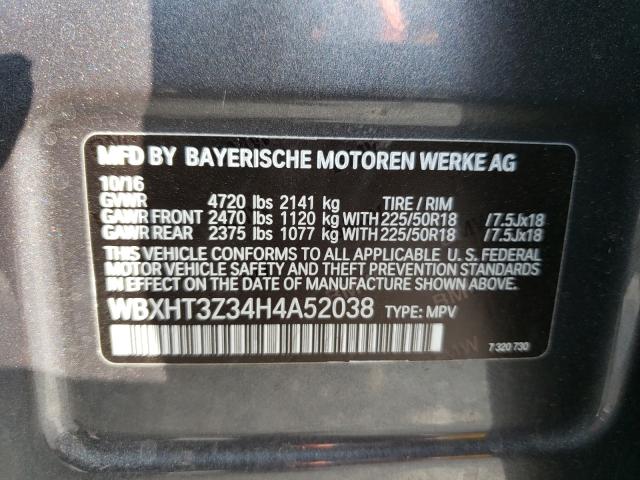 MFD BY BAYERISCHE MOTOREN WERKE AG
10/16
GVWR 4720 lbs 2141 kg TIRE / RIM
GAWR FRONT 2470 lbs 1120 kg WITH 225/50R18 /7.5Jx18
GAWR REAR 2375 lbs 1077 kg WITH 225/50R18 /7.5Jx18
THIS VEHICLE CONFORMS TO ALL APPLICABLE U. S. FEDERAL
MOTOR VEHICLE SAFETY AND THEFT PREVENTION STANDARDS
IN EFFECT ON THE DATE OF MANUFACTURE SHOWN ABOVE.
WBXHT3Z34H4A52038 TYPE: MPV
7 320 730